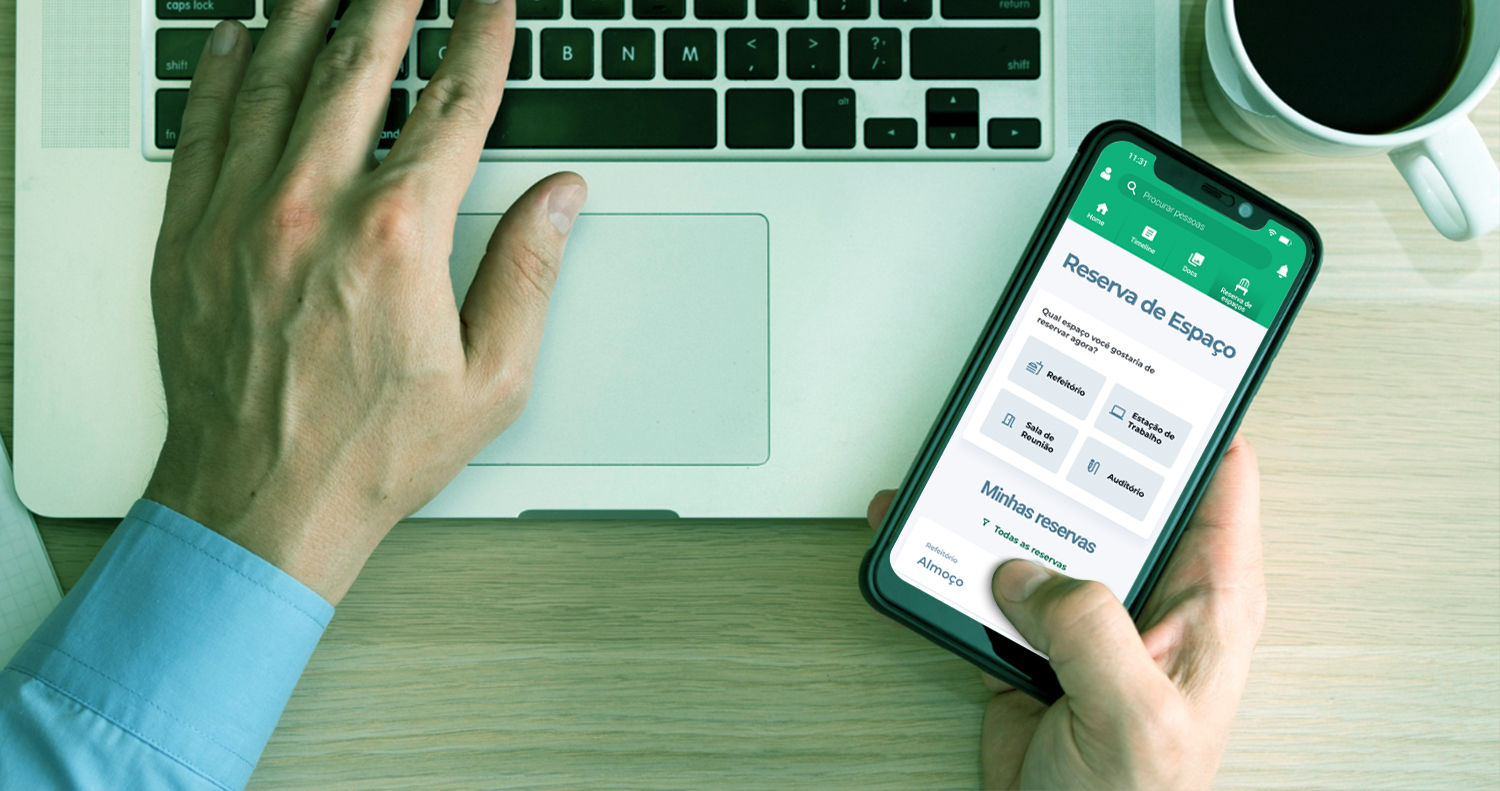 caps lock
return
B
N
M
<
,
>
.
?
/
shift
shift
fn
and
alt
11:31
Procurar pessoas
Home
Timeline
Docs
Reserva de
espaços
Reserva de Espaço
Qual espaço você gostaria de
reservar agora?
Refeitório
Estação de
Trabalho
Sala de
Reunião
Auditório
Minhas reservas
Todas as reservas
Refeitório
Almoço